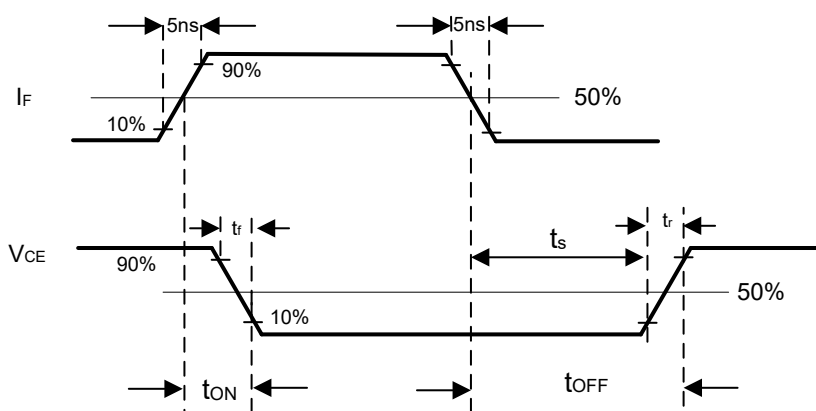 5ns 5ns
90%
IF 50%
10%
tf tr
VCE ts
90%
50%
10%
tON tOFF